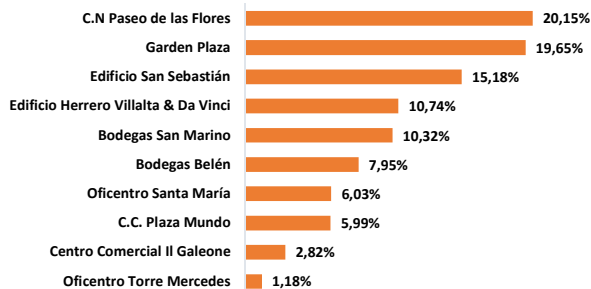 C.N Paseo de las Flores 20,15%
Garden Plaza 19,65%
Edificio San Sebastián 15,18%
Edificio Herrero Villalta & Da Vinci 10,74%
Bodegas San Marino 10,32%
Bodegas Belén 7,95%
Oficentro Santa María 6,03%
C.C. Plaza Mundo 5,99%
Centro Comercial Il Galeone 2,82%
Oficentro Torre Mercedes 1,18%